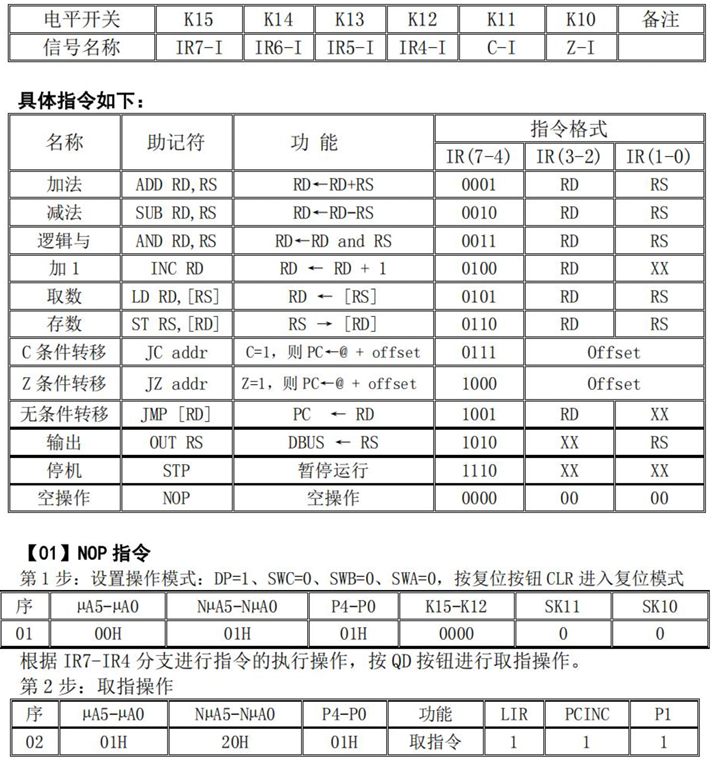 电平开关 K15 K14 K13 K12 K11 K10 备注
信号名称 IR7-I IR6-I IR5-I IR4-I C-I Z-I
具体指令如下：
名称 助记符 功 能 指令格式
IR(7-4) IR(3-2) IR(1-0)
加法 ADD RD,RS RD←RD+RS 0001 RD RS
减法 SUB RD,RS RD←RD-RS 0010 RD RS
逻辑与 AND RD,RS RD←RD and RS 0011 RD RS
加1 INC RD RD ← RD + 1 0100 RD XX
取数 LD RD,[RS] RD ← [RS] 0101 RD RS
存数 ST RS,[RD] RS → [RD] 0110 RD RS
C 条件转移 JC addr C=1，则 PC←@ + offset 0111 Offset
Z 条件转移 JZ addr Z=1，则 PC←@ + offset 1000 Offset
无条件转移 JMP [RD] PC ← RD 1001 RD XX
输出 OUT RS DBUS ← RS 1010 XX RS
停机 STP 暂停运行 1110 XX XX
空操作 NOP 空操作 0000 00 00
【01】NOP 指令
第 1 步：设置操作模式：DP=1、SWC=0、SWB=0、SWA=0，按复位按钮 CLR 进入复位模式
序 μA5-μA0 NμA5-NμA0 P4-P0 K15-K12 SK11 SK10
01 00H 01H 01H 0000 0 0
根据 IR7-IR4 分支进行指令的执行操作，按 QD 按钮进行取指操作。
第 2 步：取指操作
序 μA5-μA0 NμA5-NμA0 P4-P0 功能 LIR PCINC P1
02 01H 20H 01H 取指令 1 1 1